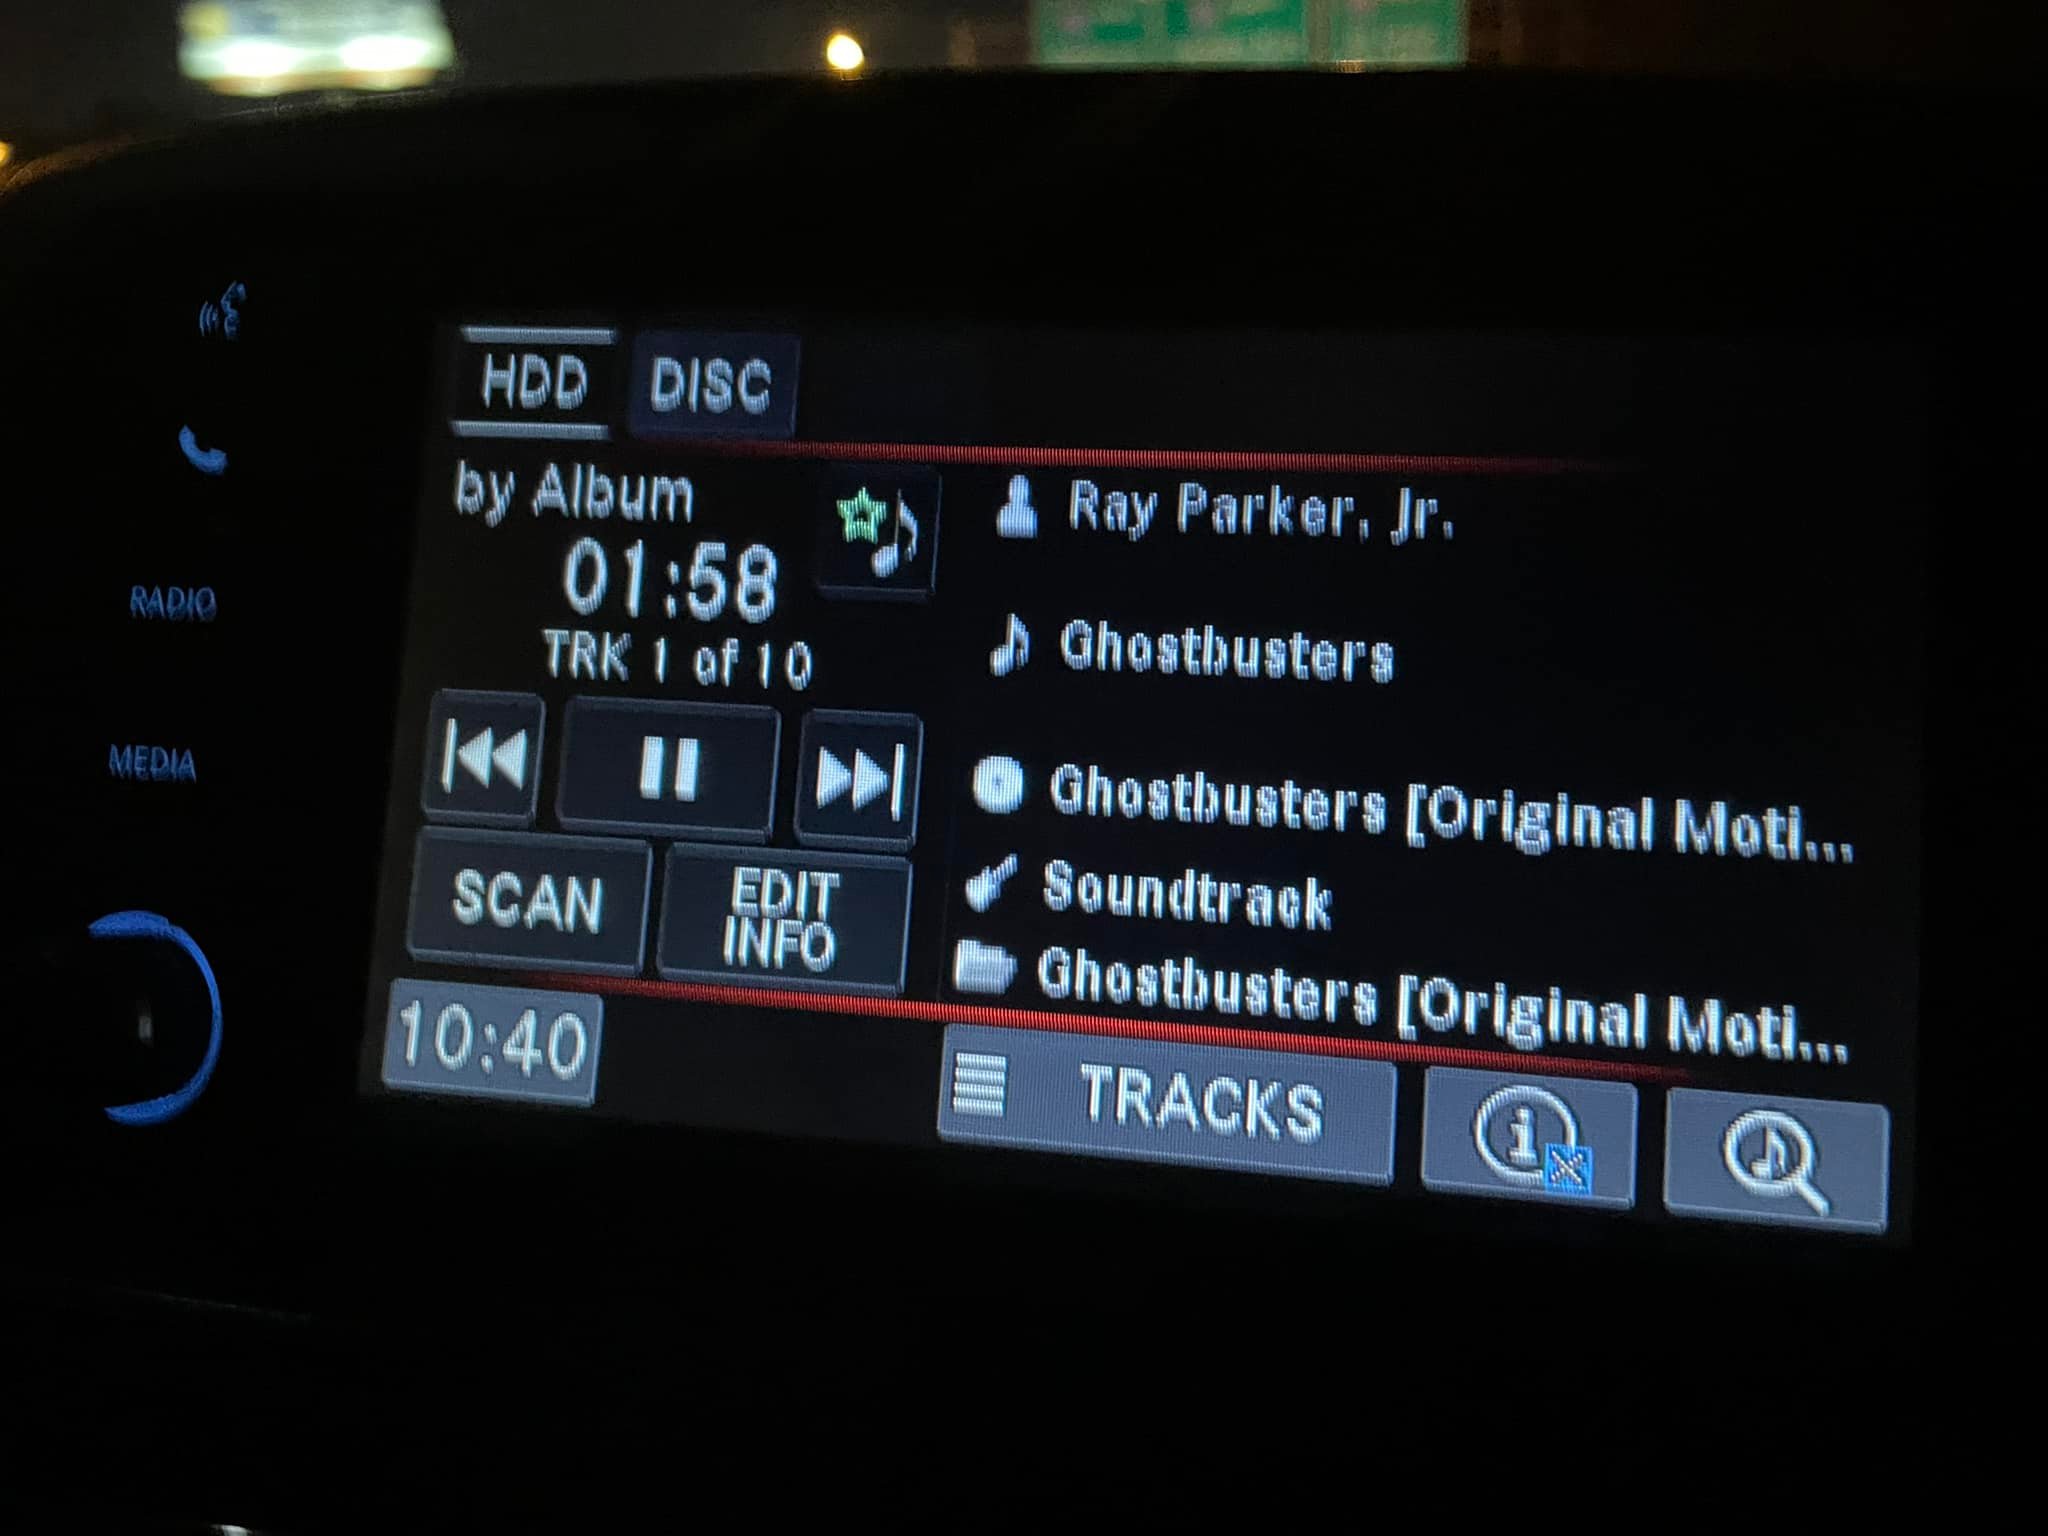 HDD DISC
by Album
01:58
TRK 1 of 10
Ray Parker, Jr.
Ghostbusters
Ghostbusters [Original Moti...
Soundtrack
Ghostbusters [Original Moti...
SCAN
EDIT
INFO
10:40
TRACKS
RADIO
MEDIA